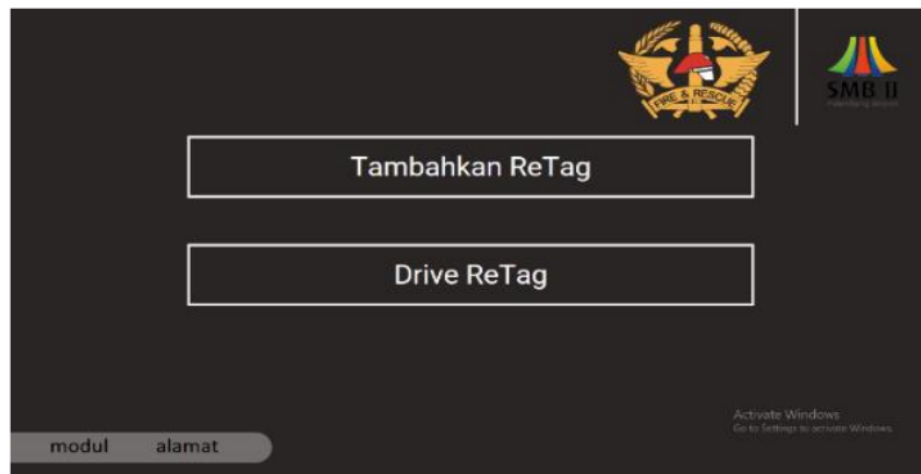 FIRE & RESCUE
SMB II
Tambahkan ReTag
Drive ReTag
Activate Windows
Go to Settings to activate Windows.
modul alamat